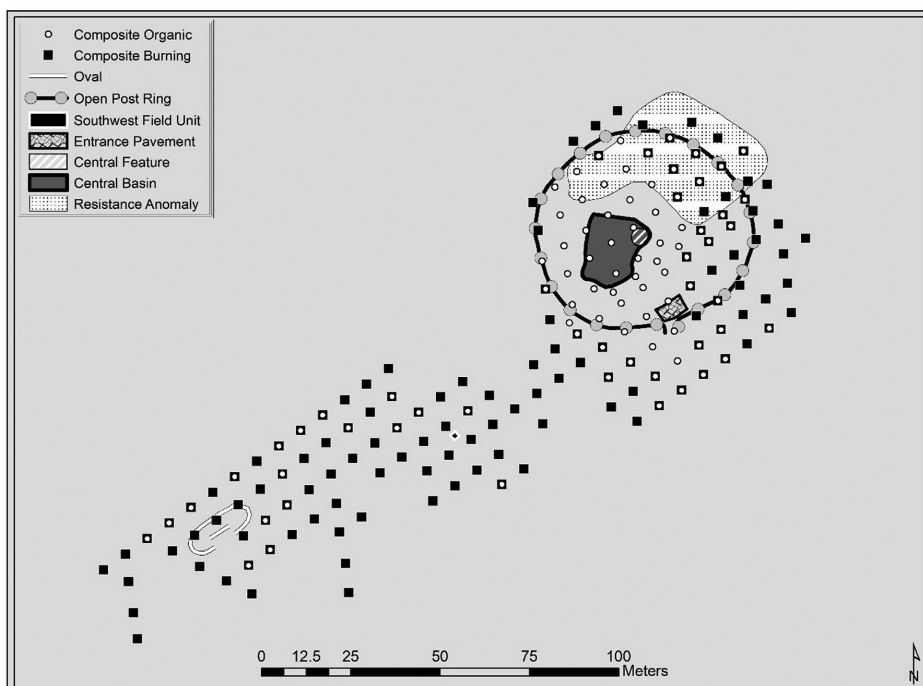 Composite Organic
Composite Burning
Oval
Open Post Ring
Southwest Field Unit
Entrance Pavement
Central Feature
Central Basin
Resistance Anomaly
0 12.5 25 50 75 100
Meters
N